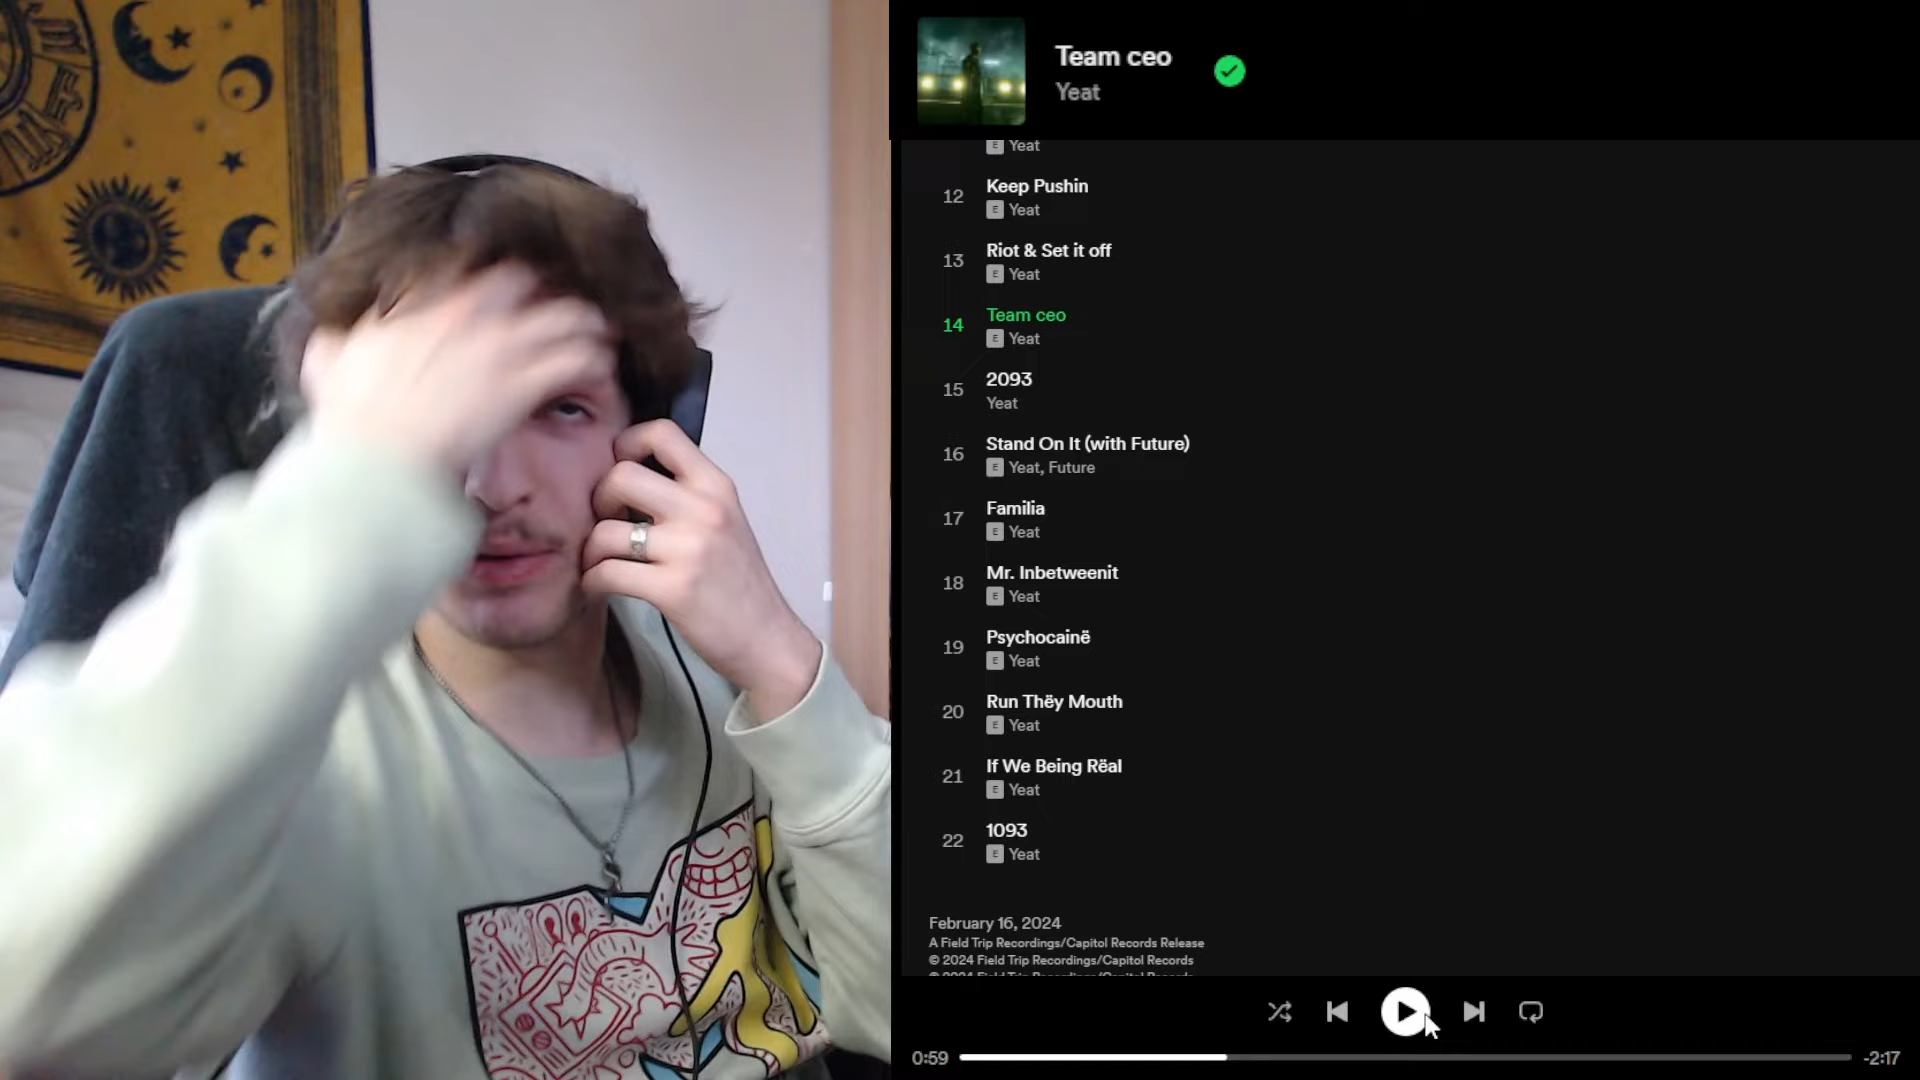 Team ceo
Yeat
E Yeat
12
Keep Pushin
E Yeat
13
Riot & Set it off
E Yeat
14
Team ceo
E Yeat
15
2093
Yeat
16
Stand On It (with Future)
E Yeat, Future
17
Familia
E Yeat
18
Mr. Inbetweenit
E Yeat
19
Psychocainë
E Yeat
20
Run Thëy Mouth
E Yeat
21
If We Being Rëal
E Yeat
22
1093
E Yeat
February 16, 2024
A Field Trip Recordings/Capitol Records Release
© 2024 Field Trip Recordings/Capitol Records
0:59
-2:17